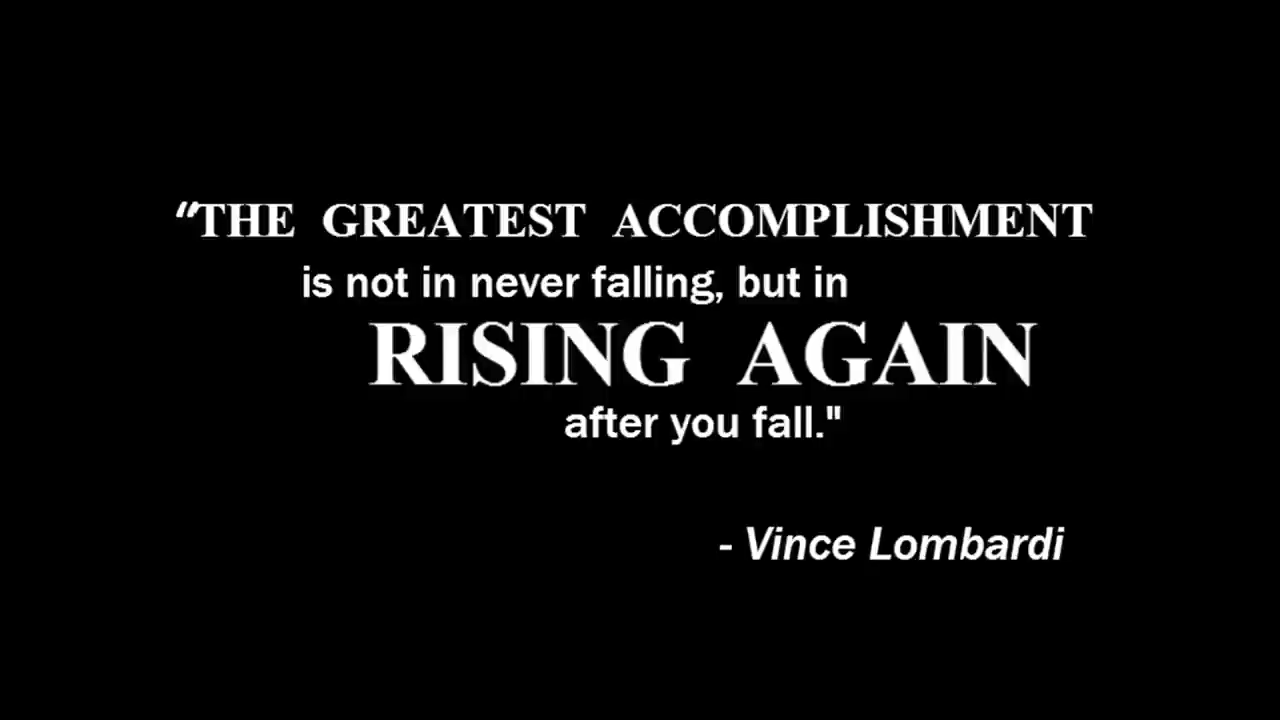 “THE GREATEST ACCOMPLISHMENT
is not in never falling, but in
RISING AGAIN
after you fall."
- Vince Lombardi